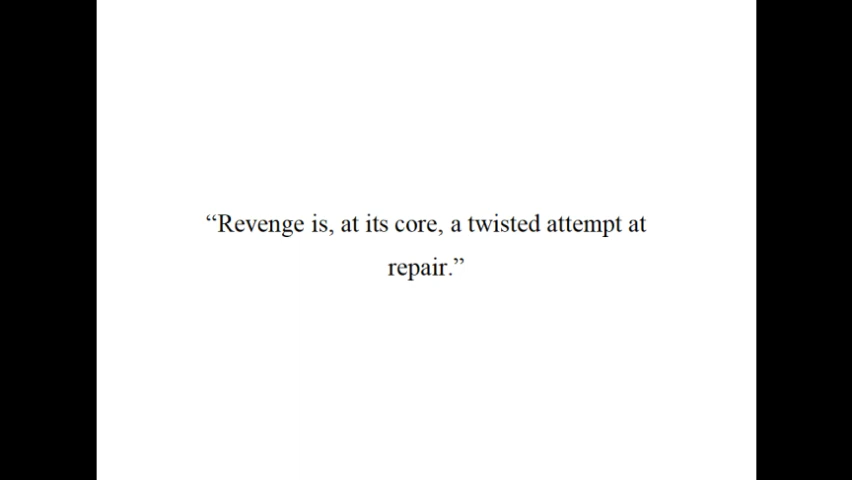 “Revenge is, at its core, a twisted attempt at
repair.”